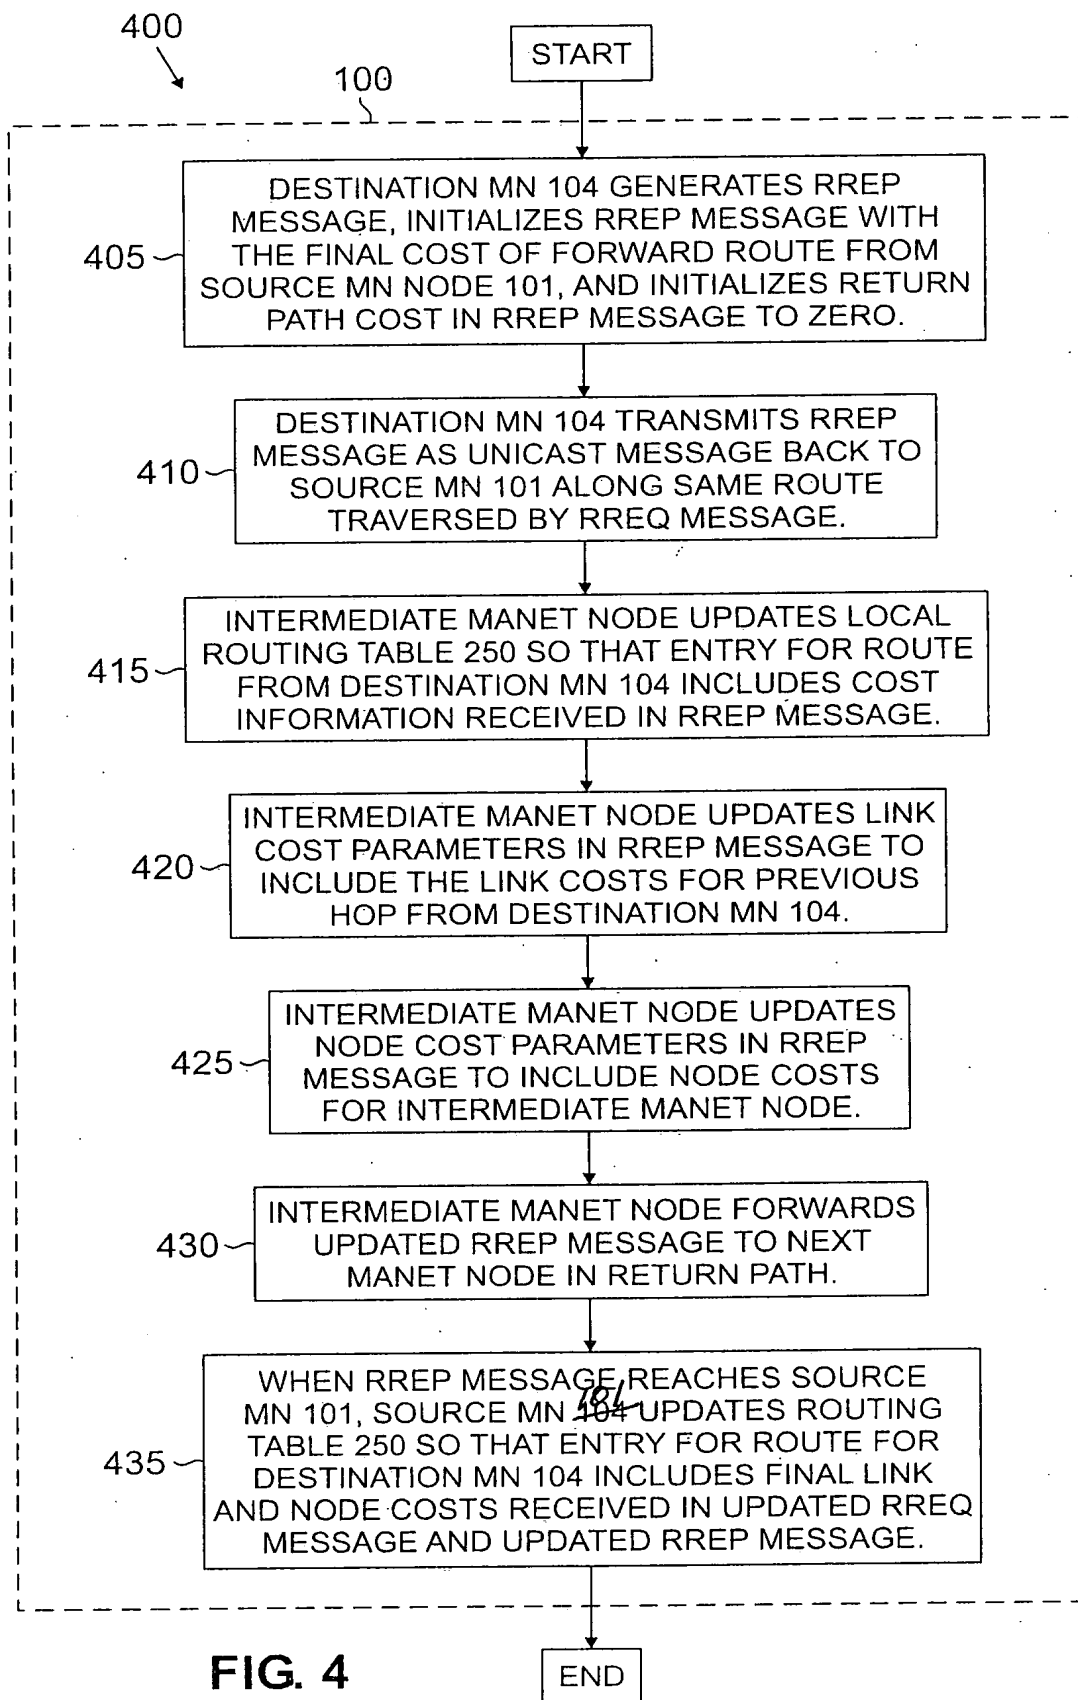 400
START
100
405
DESTINATION MN 104 GENERATES RREP
MESSAGE, INITIALIZES RREP MESSAGE WITH
THE FINAL COST OF FORWARD ROUTE FROM
SOURCE MN NODE 101, AND INITIALIZES RETURN
PATH COST IN RREP MESSAGE TO ZERO.
410
DESTINATION MN 104 TRANSMITS RREP
MESSAGE AS UNICAST MESSAGE BACK TO
SOURCE MN 101 ALONG SAME ROUTE
TRAVERSED BY RREQ MESSAGE.
415
INTERMEDIATE MANET NODE UPDATES LOCAL
ROUTING TABLE 250 SO THAT ENTRY FOR ROUTE
FROM DESTINATION MN 104 INCLUDES COST
INFORMATION RECEIVED IN RREP MESSAGE.
420
INTERMEDIATE MANET NODE UPDATES LINK
COST PARAMETERS IN RREP MESSAGE TO
INCLUDE THE LINK COSTS FOR PREVIOUS
HOP FROM DESTINATION MN 104.
425
INTERMEDIATE MANET NODE UPDATES
NODE COST PARAMETERS IN RREP
MESSAGE TO INCLUDE NODE COSTS
FOR INTERMEDIATE MANET NODE.
430
INTERMEDIATE MANET NODE FORWARDS
UPDATED RREP MESSAGE TO NEXT
MANET NODE IN RETURN PATH.
435
WHEN RREP MESSAGE REACHES SOURCE
101
MN 101, SOURCE MN 104 UPDATES ROUTING
TABLE 250 SO THAT ENTRY FOR ROUTE FOR
DESTINATION MN 104 INCLUDES FINAL LINK
AND NODE COSTS RECEIVED IN UPDATED RREQ
MESSAGE AND UPDATED RREP MESSAGE.
FIG. 4
END